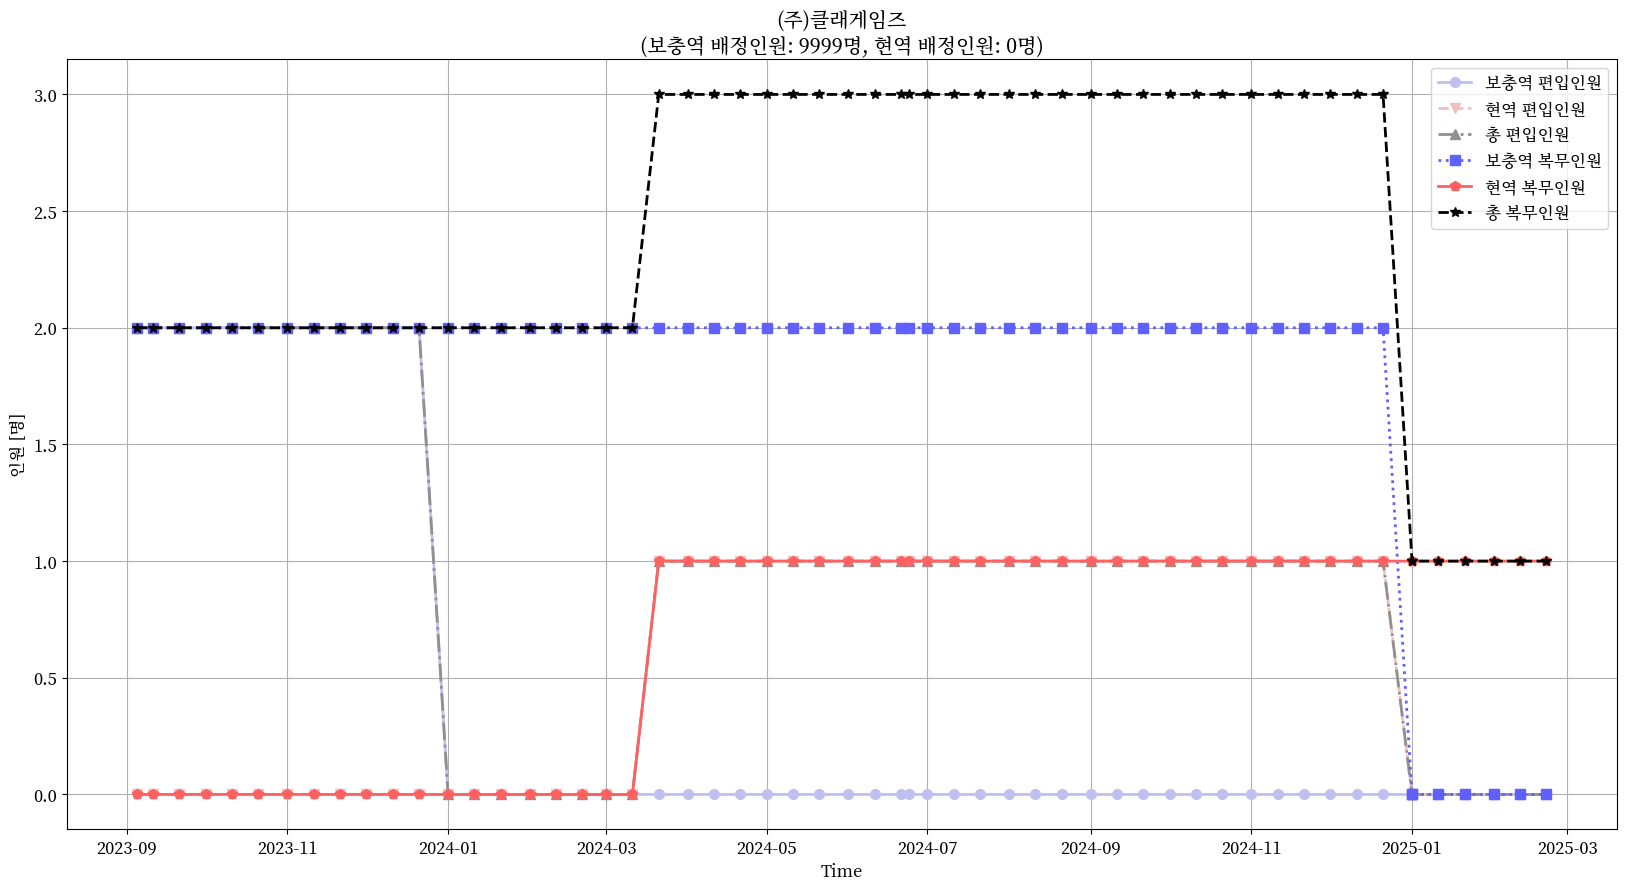 (주)클래게임즈
(보충역 배정인원: 9999명, 현역 배정인원: 0명)
보충역 편입인원
현역 편입인원
총 편입인원
보충역 복무인원
현역 복무인원
총 복무인원
인원 [명]
3.0
2.5
2.0
1.5
1.0
0.5
0.0
2023-09 2023-11 2024-01 2024-03 2024-05 2024-07 2024-09 2024-11 2025-01 2025-03
Time